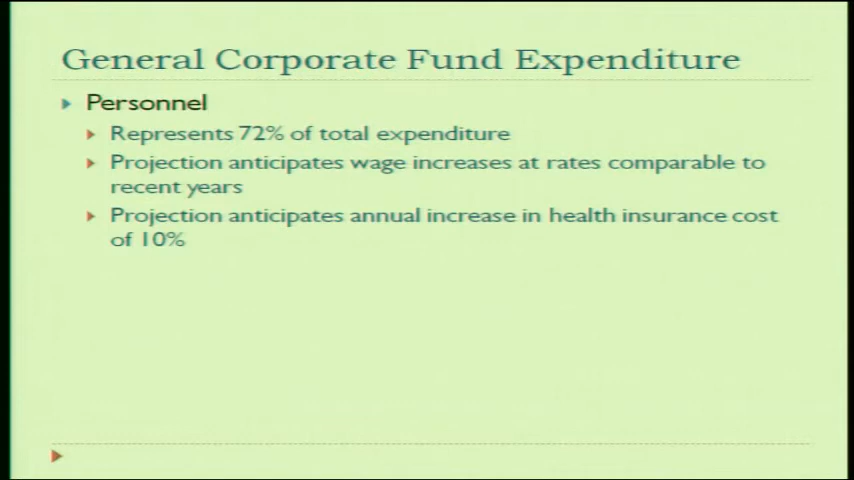 General Corporate Fund Expenditure
Personnel
Represents 72% of total expenditure
Projection anticipates wage increases at rates comparable to
recent years
Projection anticipates annual increase in health insurance cost
of 10%